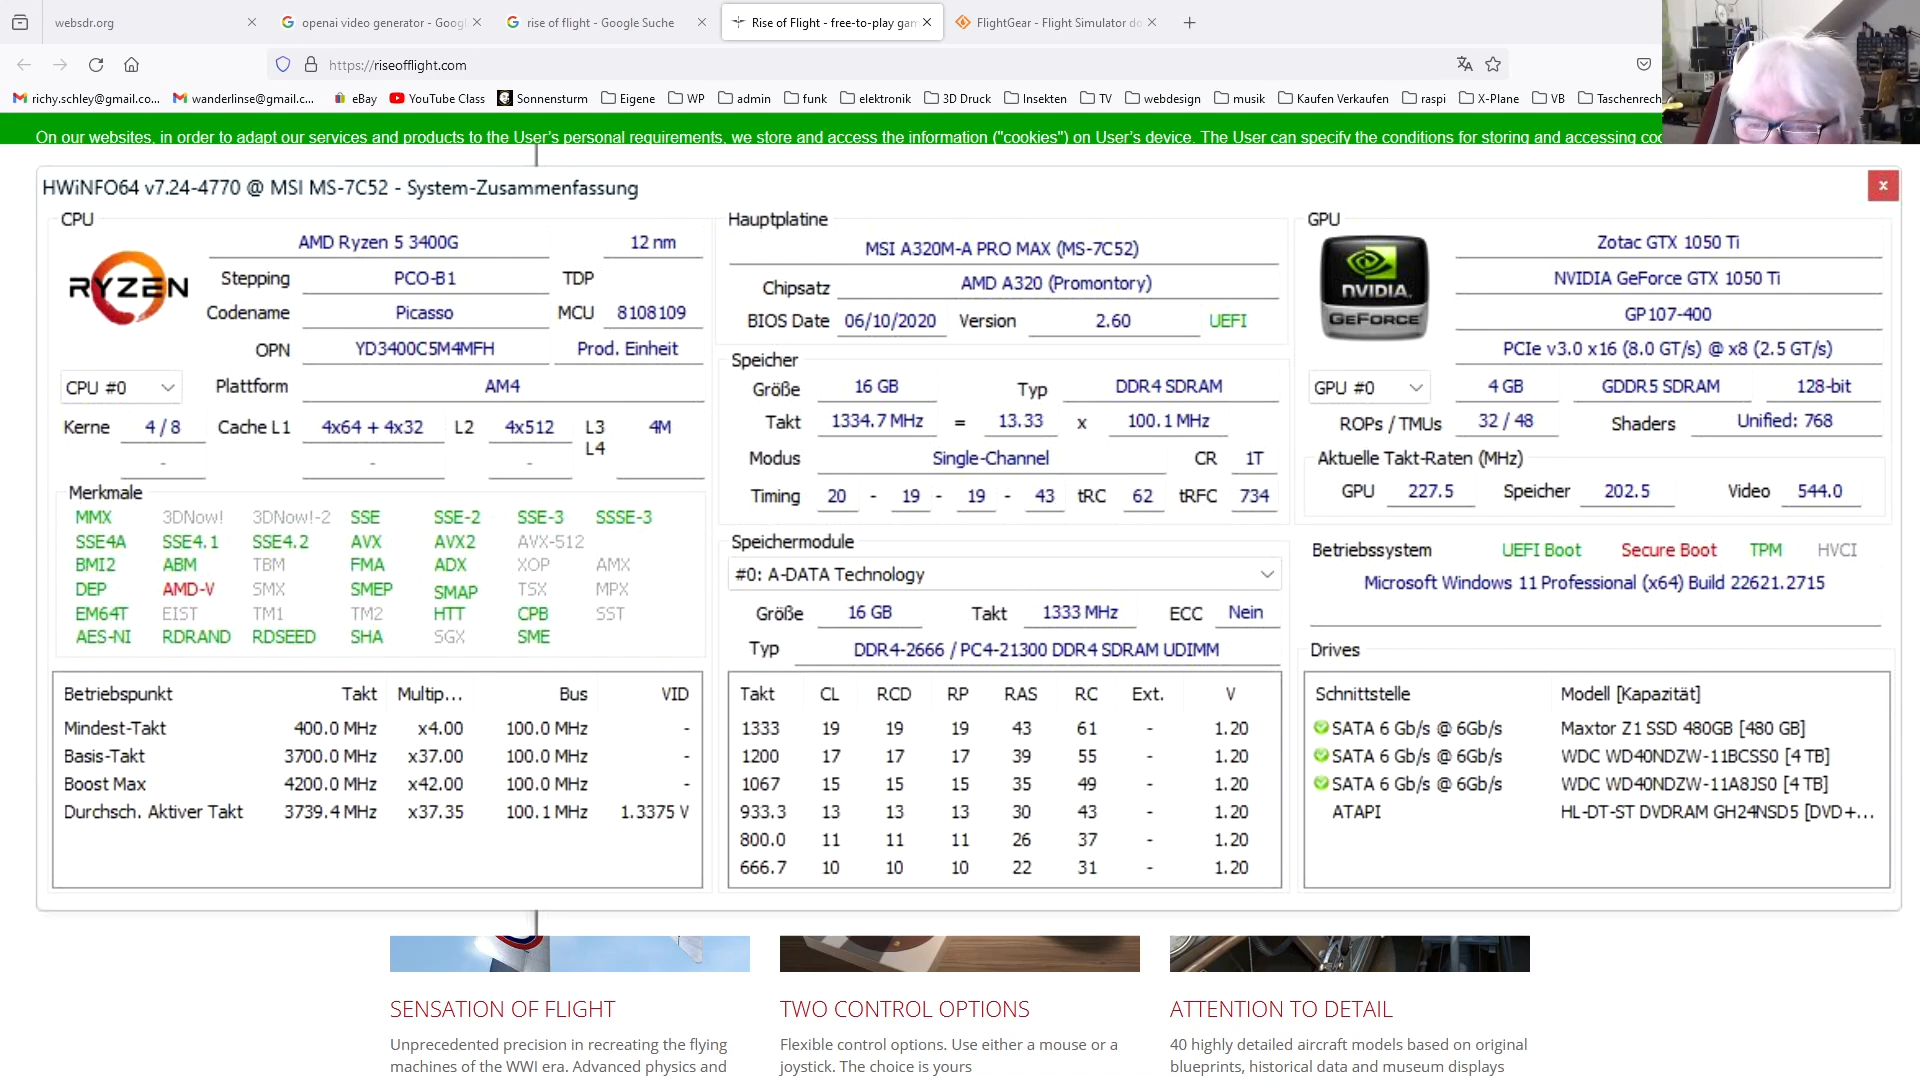 websdr.org
openai video generator - Googl
rise of flight - Google Suche
Rise of Flight - free-to-play gam
FlightGear - Flight Simulator do
https://riseofflight.com
richy.schley@gmail.co... wanderlinse@gmail.c... eBay YouTube Class Sonnensturm Eigene WP admin funk elektronik 3D Druck Insekten TV webdesign musik Kaufen Verkaufen raspi X-Plane VB Taschenrech
On our websites, in order to adapt our services and products to the User's personal requirements, we store and access the information ("cookies") on User's device. The User can specify the conditions for storing and accessing coo
HWiNFO64 v7.24-4770 @ MSI MS-7C52 - System-Zusammenfassung
x
CPU
AMD Ryzen 5 3400G 12 nm
RYZEN
Stepping PCO-B1 TDP
Codename Picasso MCU 8108109
OPN YD3400C5M4MFH Prod. Einheit
CPU #0 Plattform AM4
Kerne 4 / 8 Cache L1 4x64 + 4x32 L2 4x512 L3 4M
L4
- - -
Merkmale
MMX 3DNow! 3DNow!-2 SSE SSE-2 SSE-3 SSSE-3
SSE4A SSE4.1 SSE4.2 AVX AVX2 AVX-512
BMI2 ABM TBM FMA ADX XOP AMX
DEP AMD-V SMX SMEP SMAP TSX MPX
EM64T EIST TM1 TM2 HTT CPB SST
AES-NI RDRAND RDSEED SHA SGX SME
Betriebspunkt Takt Multip... Bus VID
Mindest-Takt 400.0 MHz x4.00 100.0 MHz -
Basis-Takt 3700.0 MHz x37.00 100.0 MHz -
Boost Max 4200.0 MHz x42.00 100.0 MHz -
Durchsch. Aktiver Takt 3739.4 MHz x37.35 100.1 MHz 1.3375 V
Hauptplatine
MSI A320M-A PRO MAX (MS-7C52)
Chipsatz AMD A320 (Promontory)
BIOS Date 06/10/2020 Version 2.60 UEFI
Speicher
Größe 16 GB Typ DDR4 SDRAM
Takt 1334.7 MHz = 13.33 x 100.1 MHz
Modus Single-Channel CR 1T
Timing 20 - 19 - 19 - 43 tRC 62 tRFC 734
Speichermodule
#0: A-DATA Technology
Größe 16 GB Takt 1333 MHz ECC Nein
Typ DDR4-2666 / PC4-21300 DDR4 SDRAM UDIMM
Takt CL RCD RP RAS RC Ext. V
1333 19 19 19 43 61 - 1.20
1200 17 17 17 39 55 - 1.20
1067 15 15 15 35 49 - 1.20
933.3 13 13 13 30 43 - 1.20
800.0 11 11 11 26 37 - 1.20
666.7 10 10 10 22 31 - 1.20
GPU
Zotac GTX 1050 Ti
NVIDIA GeForce GTX 1050 Ti
GP107-400
PCIe v3.0 x16 (8.0 GT/s) @ x8 (2.5 GT/s)
NVIDIA.
GEFORCE
GPU #0 4 GB GDDR5 SDRAM 128-bit
ROPs / TMUs 32 / 48 Shaders Unified: 768
Aktuelle Takt-Raten (MHz)
GPU 227.5 Speicher 202.5 Video 544.0
Betriebssystem UEFI Boot Secure Boot TPM HVCI
Microsoft Windows 11 Professional (x64) Build 22621.2715
Drives
Schnittstelle Modell [Kapazität]
SATA 6 Gb/s @ 6Gb/s Maxtor Z1 SSD 480GB [480 GB]
SATA 6 Gb/s @ 6Gb/s WDC WD40NDZW-11BCSS0 [4 TB]
SATA 6 Gb/s @ 6Gb/s WDC WD40NDZW-11A8JS0 [4 TB]
ATAPI HL-DT-ST DVDRAM GH24NSD5 [DVD+...
SENSATION OF FLIGHT
Unprecedented precision in recreating the flying
machines of the WWI era. Advanced physics and
TWO CONTROL OPTIONS
Flexible control options. Use either a mouse or a
joystick. The choice is yours
ATTENTION TO DETAIL
40 highly detailed aircraft models based on original
blueprints, historical data and museum displays